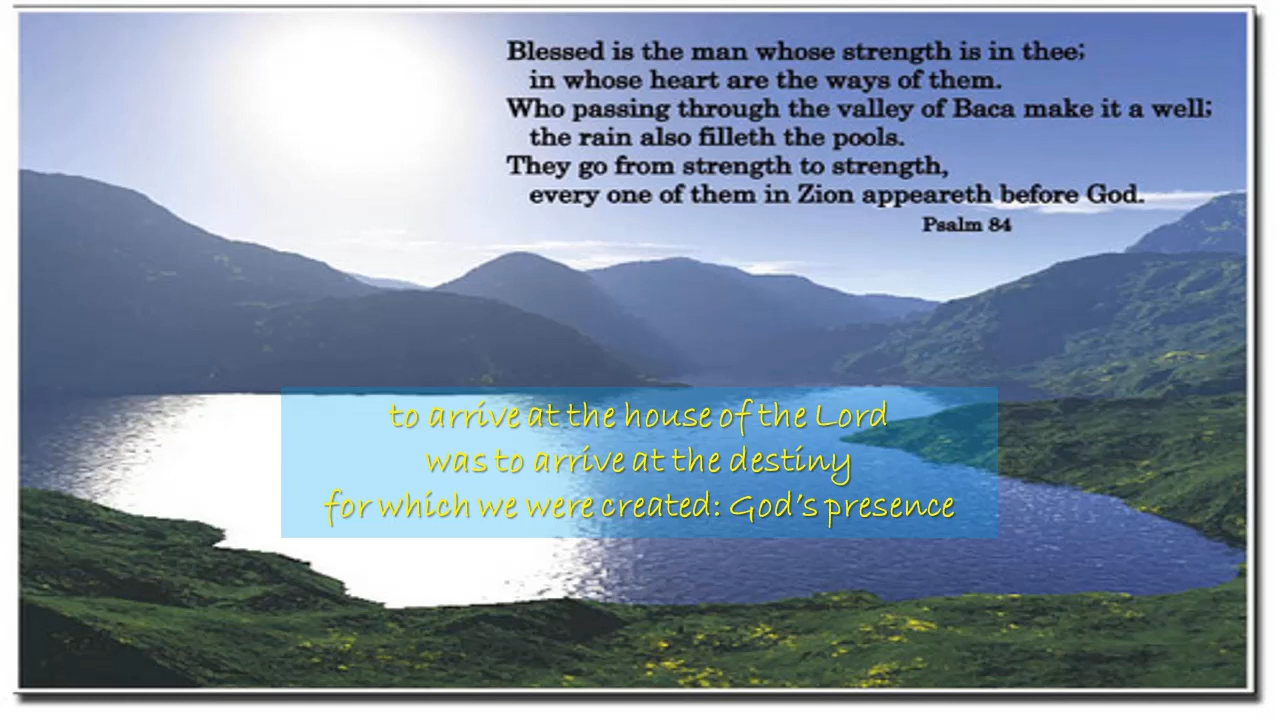 Blessed is the man whose strength is in thee;
in whose heart are the ways of them.
Who passing through the valley of Baca make it a well;
the rain also filleth the pools.
They go from strength to strength,
every one of them in Zion appeareth before God.
Psalm 84
to arrive at the house of the Lord
was to arrive at the destiny
for which we were created: God's presence